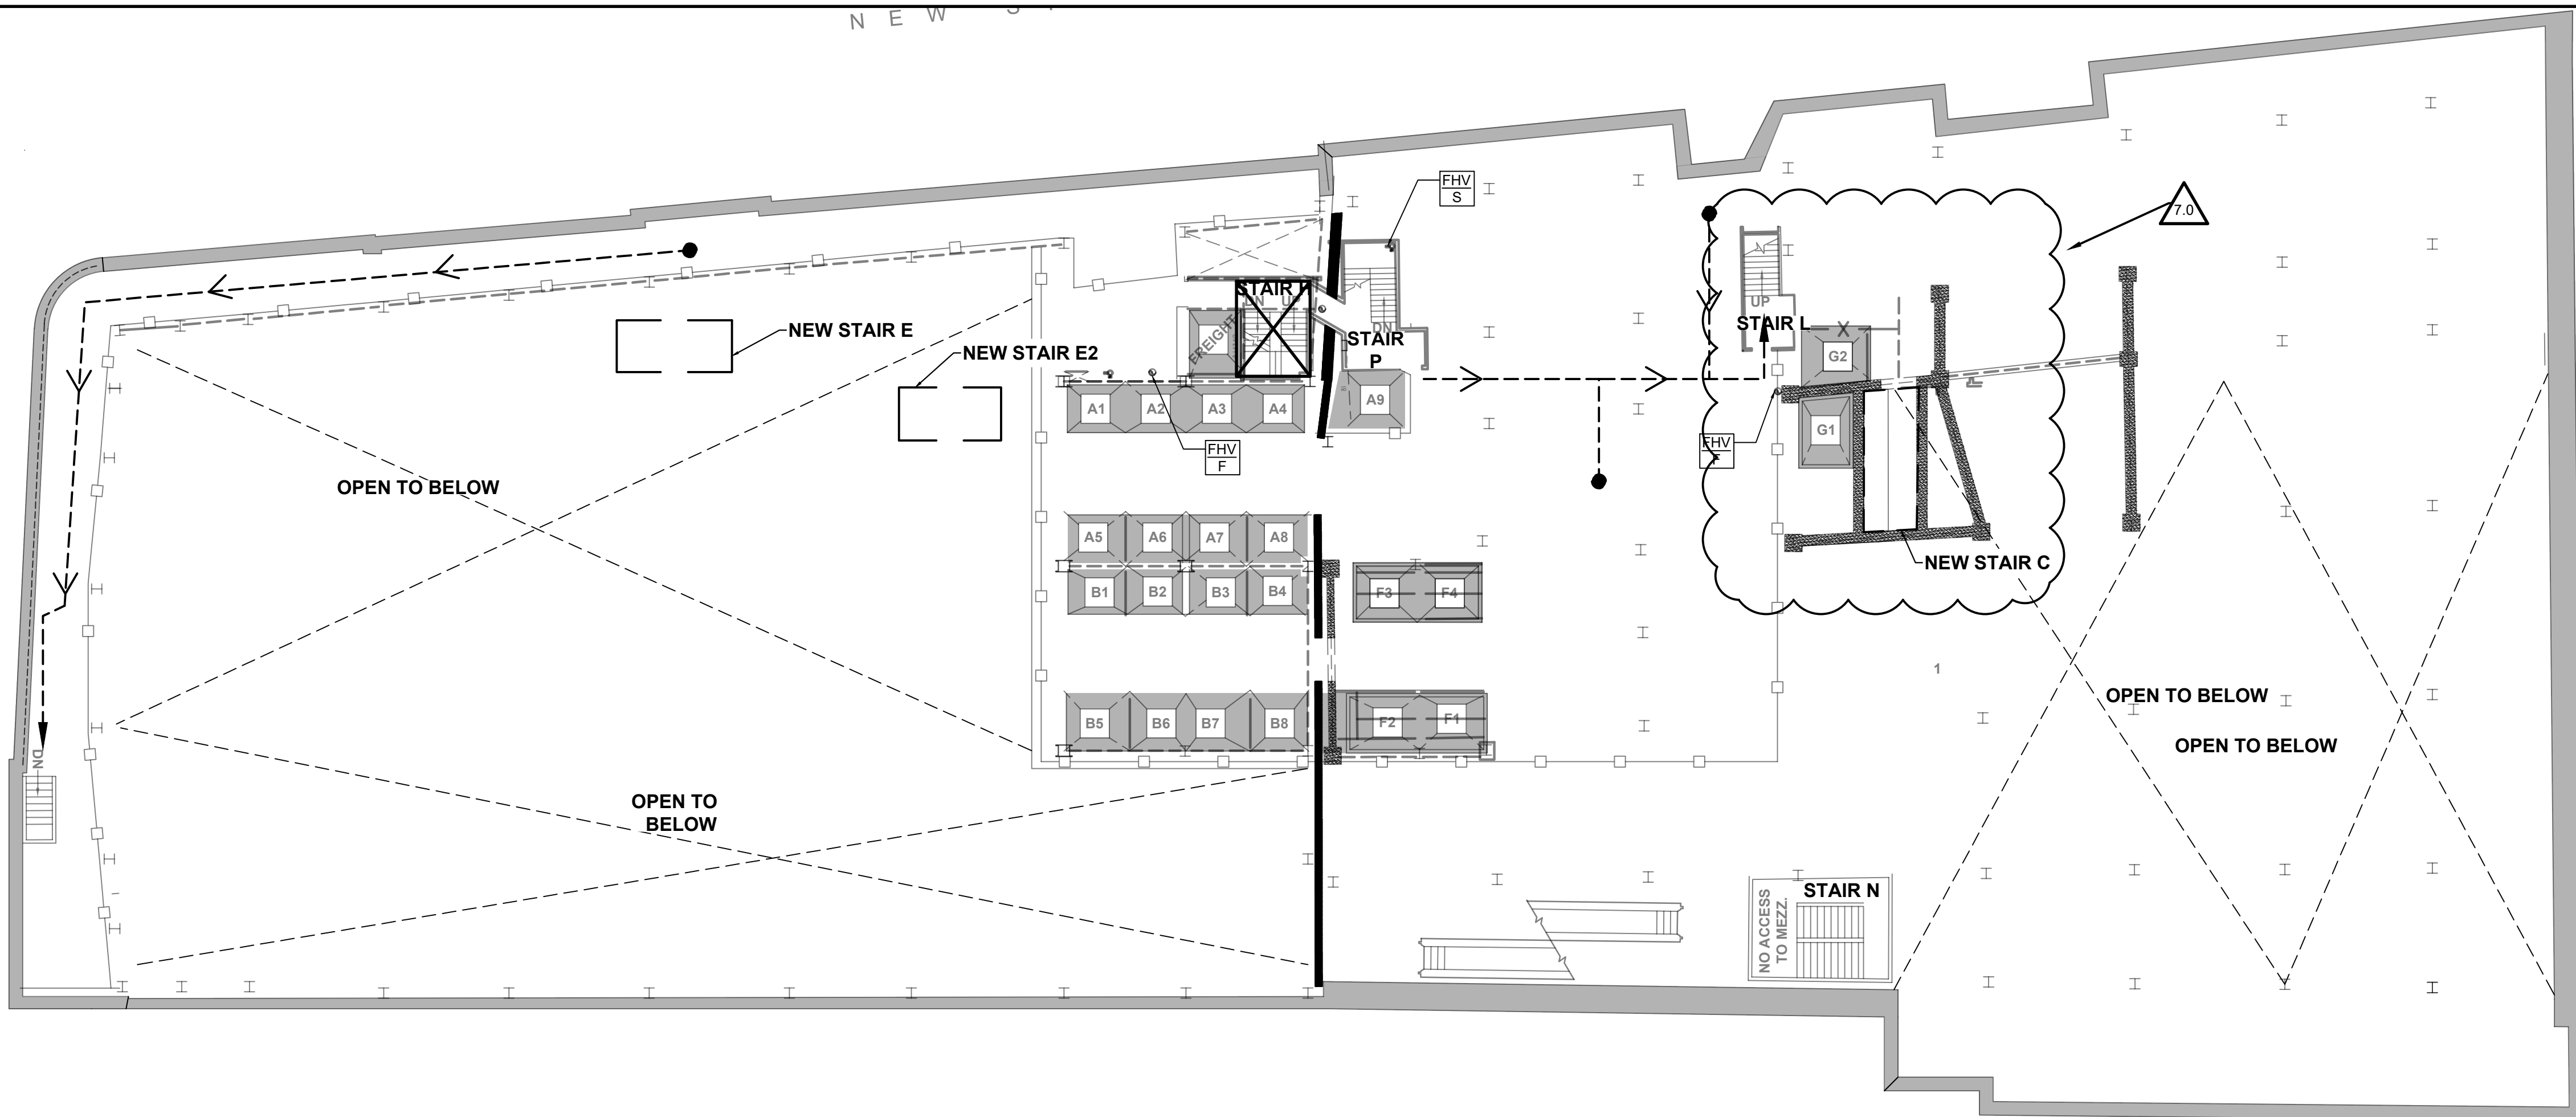 NEW
FHV
S
7.0
STAIR
DN UP
UP
NEW STAIR E
STAIR L
DN
FREIGHT
STAIR
P
NEW STAIR E2
X
G2
A1
A2
A3
A4
A9
G1
FHV
F
FHV
F
OPEN TO BELOW
A5
A6
A7
A8
NEW STAIR C
B1
B2
B3
B4
F3
F4
1
OPEN TO BELOW
B5
B6
B7
B8
F2
F1
OPEN TO BELOW
DN
OPEN TO
BELOW
STAIR N
NO ACCESS
TO MEZZ.